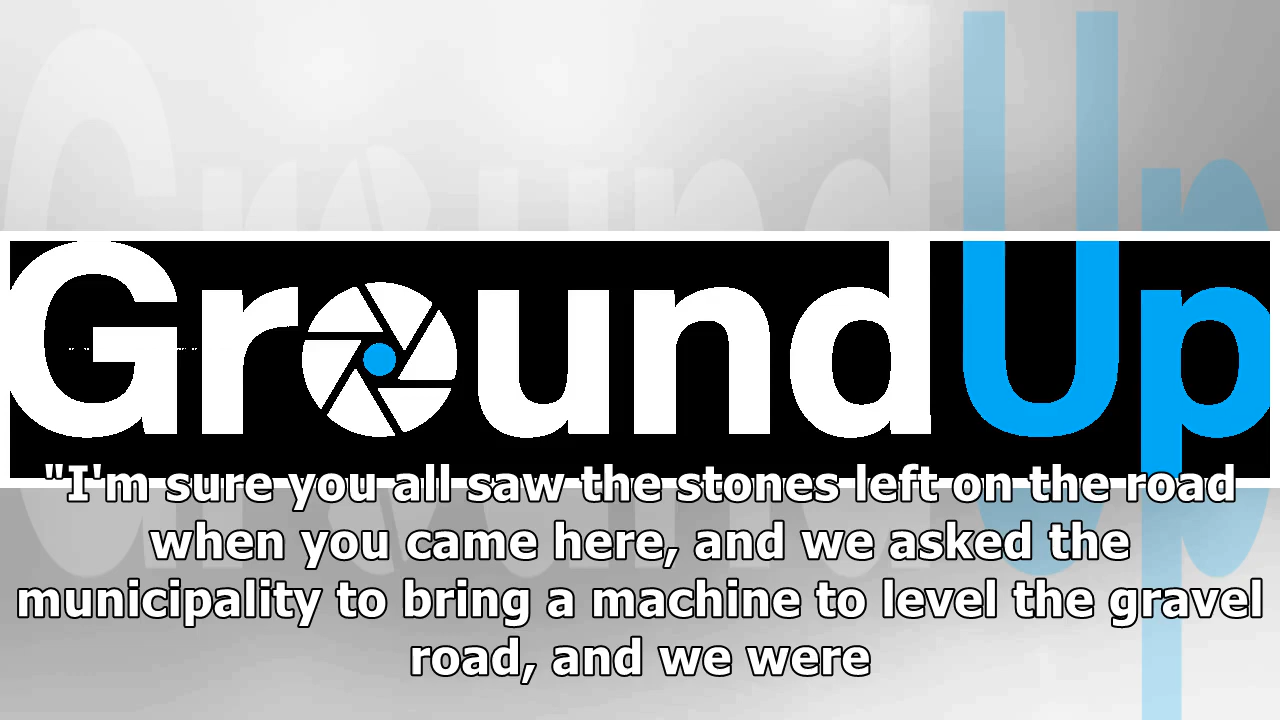 GroundUp
"I'm sure you all saw the stones left on the road
when you came here, and we asked the
municipality to bring a machine to level the gravel
road, and we were